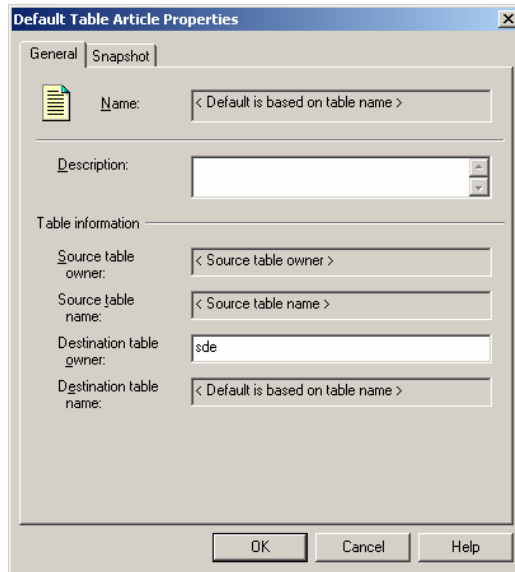 Default Table Article Properties
General
Snapshot
Name:
< Default is based on table name >
Description:
Table information
Source table
owner:
< Source table owner >
Source table
name:
< Source table name >
Destination table
owner:
sde
Destination table
name:
< Default is based on table name >
OK
Cancel
Help